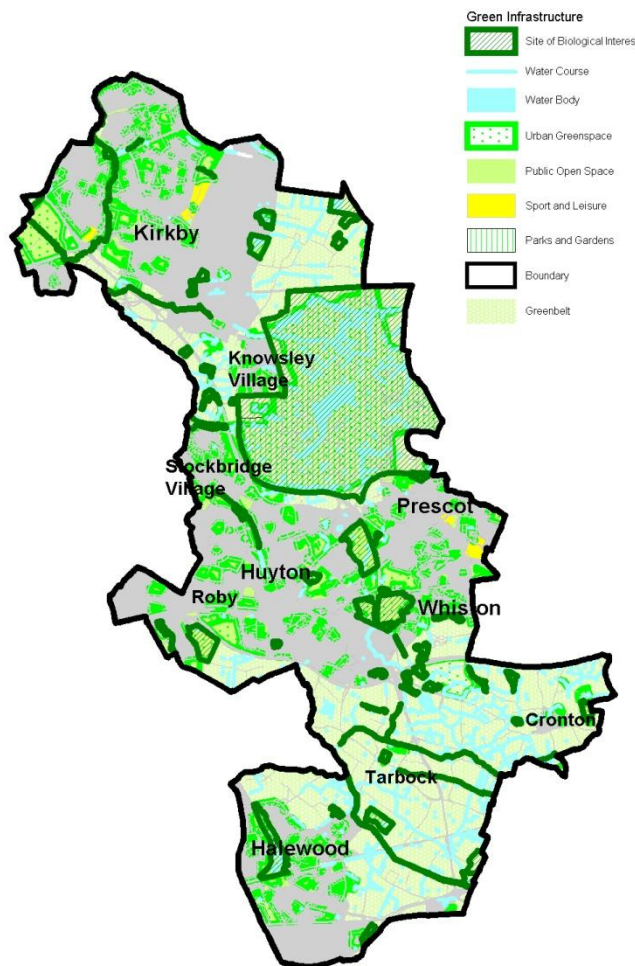 Green Infrastructure
Site of Biological Interes
Water Course
Water Body
Urban Greenspace
Public Open Space
Sport and Leisure
Parks and Gardens
Boundary
Greenbelt
Kirkby
Knowsley
Village
Stockbridge
Village
Prescot
Huyton
Roby
Whiston
Cronton
Tarbock
Halewood